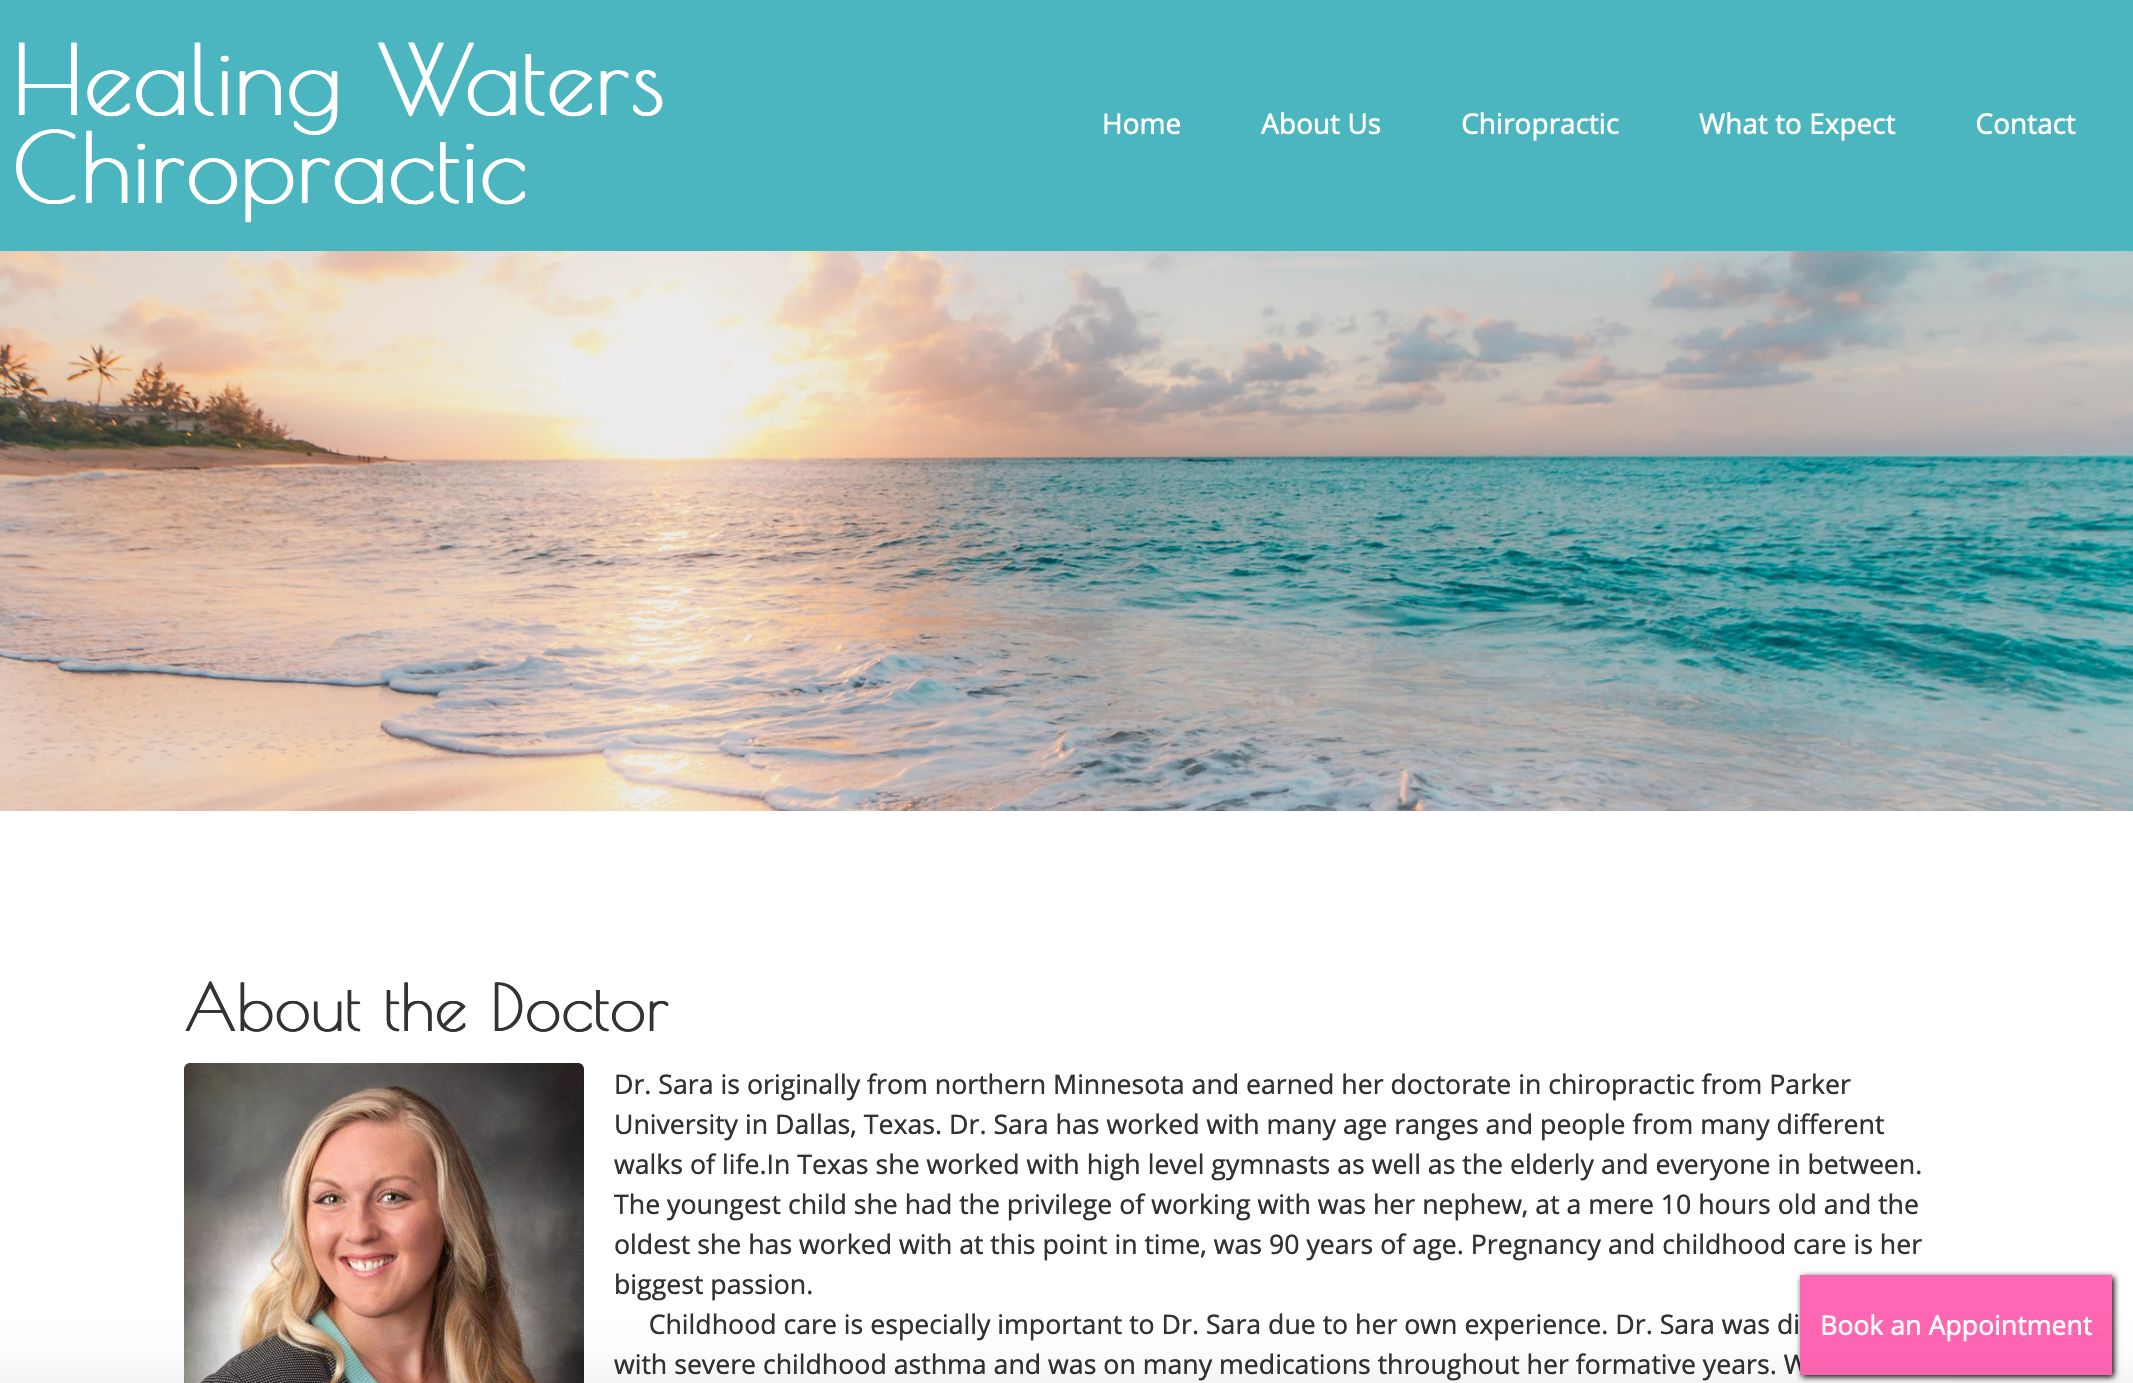 Healing Waters
Chiropractic
Home
About Us
Chiropractic
What to Expect
Contact
About the Doctor
Dr. Sara is originally from northern Minnesota and earned her doctorate in chiropractic from Parker
University in Dallas, Texas. Dr. Sara has worked with many age ranges and people from many different
walks of life.In Texas she worked with high level gymnasts as well as the elderly and everyone in between.
The youngest child she had the privilege of working with was her nephew, at a mere 10 hours old and the
oldest she has worked with at this point in time, was 90 years of age. Pregnancy and childhood care is her
biggest passion.
Childhood care is especially important to Dr. Sara due to her own experience. Dr. Sara was
with severe childhood asthma and was on many medications throughout her formative years.
Book an Appointment